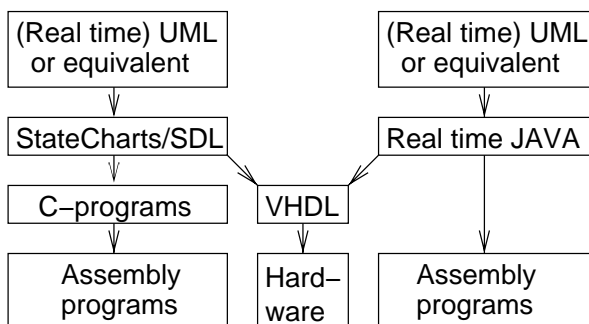 (Real time) UML
or equivalent
(Real time) UML
or equivalent
StateCharts/SDL
Real time JAVA
C−programs
VHDL
Assembly
programs
Hard−
ware
Assembly
programs